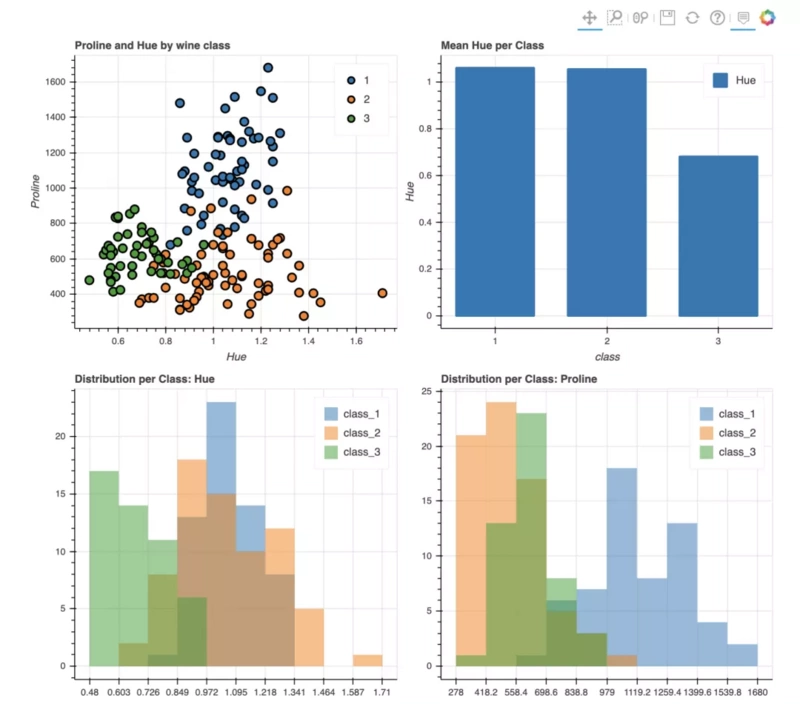 Proline and Hue by wine class
1600
1400
1200
1000
800
600
400
Proline
0.6 0.8 1 1.2 1.4 1.6
Hue
1
2
3
Mean Hue per Class
1
0.8
0.6
0.4
0.2
0
Hue
1 2 3
class
Hue
Distribution per Class: Hue
20
15
10
5
0
0.48 0.603 0.726 0.849 0.972 1.095 1.218 1.341 1.464 1.587 1.71
class_1
class_2
class_3
Distribution per Class: Proline
25
20
15
10
5
0
278 418.2 558.4 698.6 838.8 979 1119.2 1259.4 1399.6 1539.8 1680
class_1
class_2
class_3